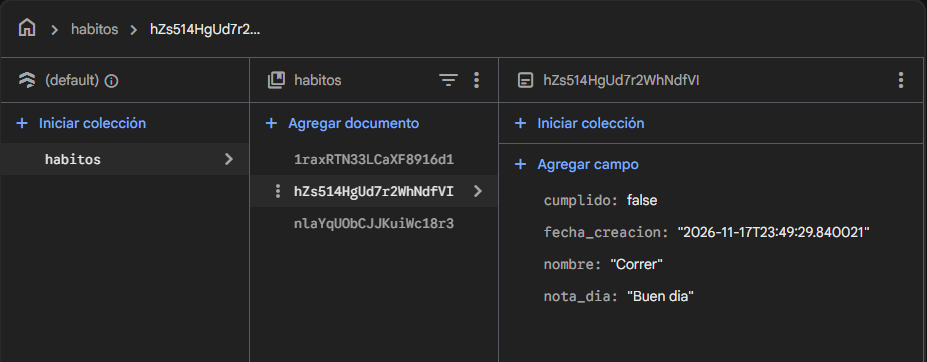 habitos hZs514HgUd7r2...
(default)
habitos
hZs514HgUd7r2WhNdfVI
+ Iniciar colección
+ Agregar documento
+ Iniciar colección
habitos
1raxRTN33LCaXF8916d1
hZs514HgUd7r2WhNdfVI
nlaYqUObCJJKuiWc18r3
+ Agregar campo
cumplido: false
fecha_creacion: "2026-11-17T23:49:29.840021"
nombre: "Correr"
nota_dia: "Buen dia"